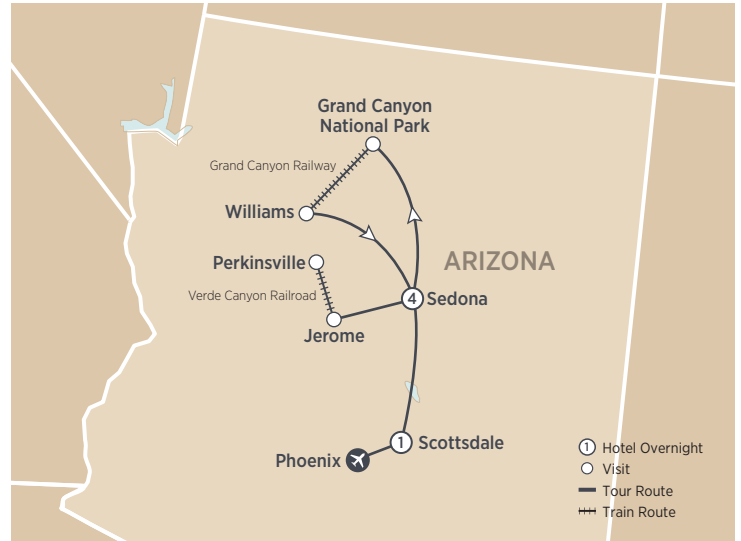 Grand Canyon
National Park
Grand Canyon Railway
Williams
Perkinsville
ARIZONA
Verde Canyon Railroad
4 Sedona
Jerome
1 Scottsdale
Phoenix
1 Hotel Overnight
Visit
Tour Route
Train Route